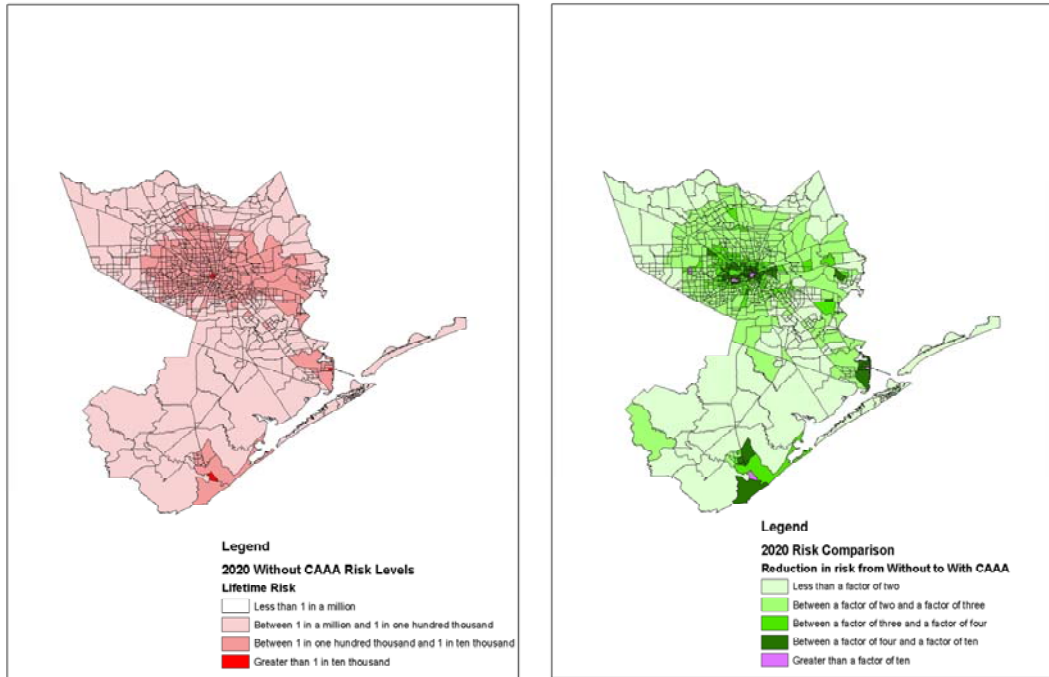 Legend
2020 Without CAAA Risk Levels
Lifetime Risk
Less than 1 in a million
Between 1 in a million and 1 in one hundred thousand
Between 1 in one hundred thousand and 1 in ten thousand
Greater than 1 in ten thousand
Legend
2020 Risk Comparison
Reduction in risk from Without to With CAAA
Less than a factor of two
Between a factor of two and a factor of three
Between a factor of three and a factor of four
Between a factor of four and a factor of ten
Greater than a factor of ten